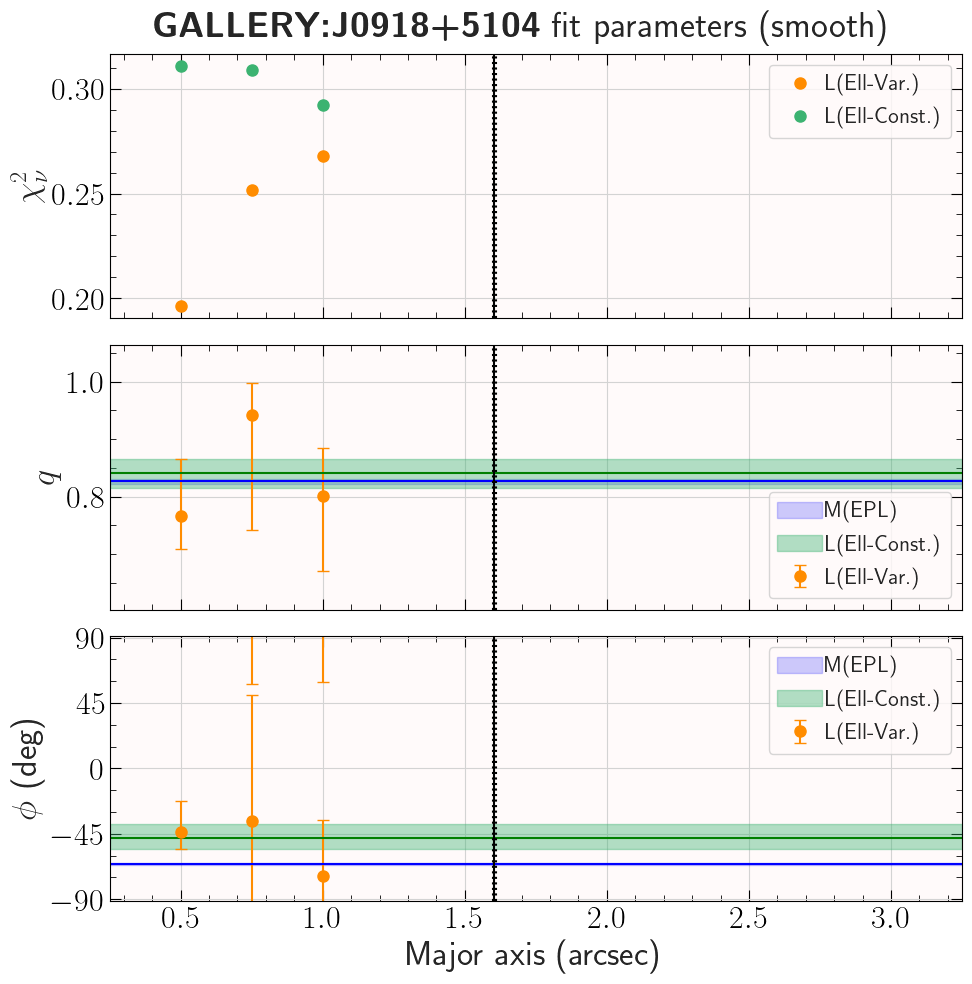 GALLERY:J0918+5104 fit parameters (smooth)
χ²ᵥ
0.30
0.25
0.20
L(Ell-Var.)
L(Ell-Const.)
q
1.0
0.8
M(EPL)
L(Ell-Const.)
L(Ell-Var.)
ϕ (deg)
90
45
0
−45
−90
M(EPL)
L(Ell-Const.)
L(Ell-Var.)
0.5 1.0 1.5 2.0 2.5 3.0
Major axis (arcsec)